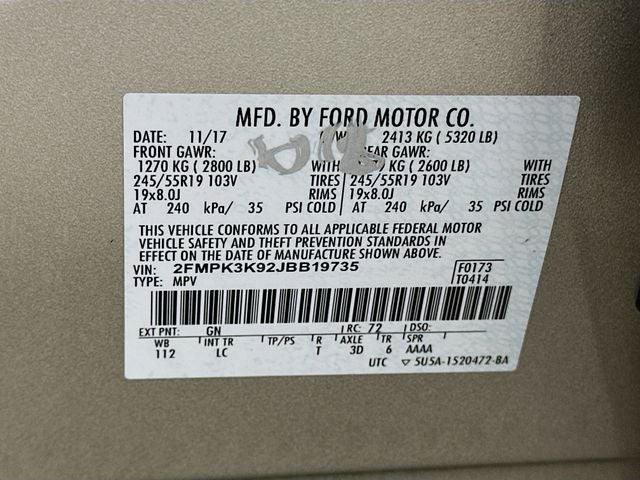 MFD. BY FORD MOTOR CO.
DATE: 11/17 2413 KG ( 5320 LB)
FRONT GAWR: GAWR:
1270 KG ( 2800 LB) WITH KG ( 2600 LB) WITH
245/55R19 103V TIRES 245/55R19 103V TIRES
19x8.0J RIMS 19x8.0J RIMS
AT 240 kPa/ 35 PSI COLD AT 240 kPa/ 35 PSI COLD
THIS VEHICLE CONFORMS TO ALL APPLICABLE FEDERAL MOTOR
VEHICLE SAFETY AND THEFT PREVENTION STANDARDS IN
EFFECT ON THE DATE OF MANUFACTURE SHOWN ABOVE.
VIN: 2FMPK3K92JBB19735 F0173
TYPE: MPV T0414
EXT PNT: GN RC: 72 DSO:
WB INT TR TP/PS R AXLE TR SPR
112 LC T 3D 6 AAAA
UTC ▽ 5U5A-1520472-BA